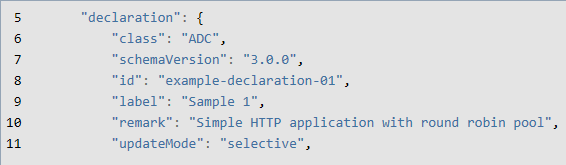 5 "declaration": {
6 "class": "ADC",
7 "schemaVersion": "3.0.0",
8 "id": "example-declaration-01",
9 "label": "Sample 1",
10 "remark": "Simple HTTP application with round robin pool",
11 "updateMode": "selective",